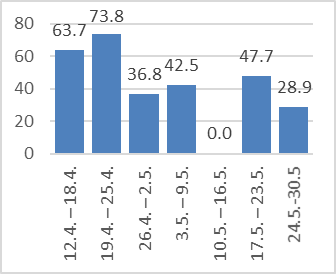 80
60
40
20
0
63.7
73.8
36.8
42.5
0.0
47.7
28.9
12.4. – 18.4.
19.4. – 25.4.
26.4. – 2.5.
3.5. – 9.5.
10.5. – 16.5.
17.5. – 23.5.
24.5.-30.5